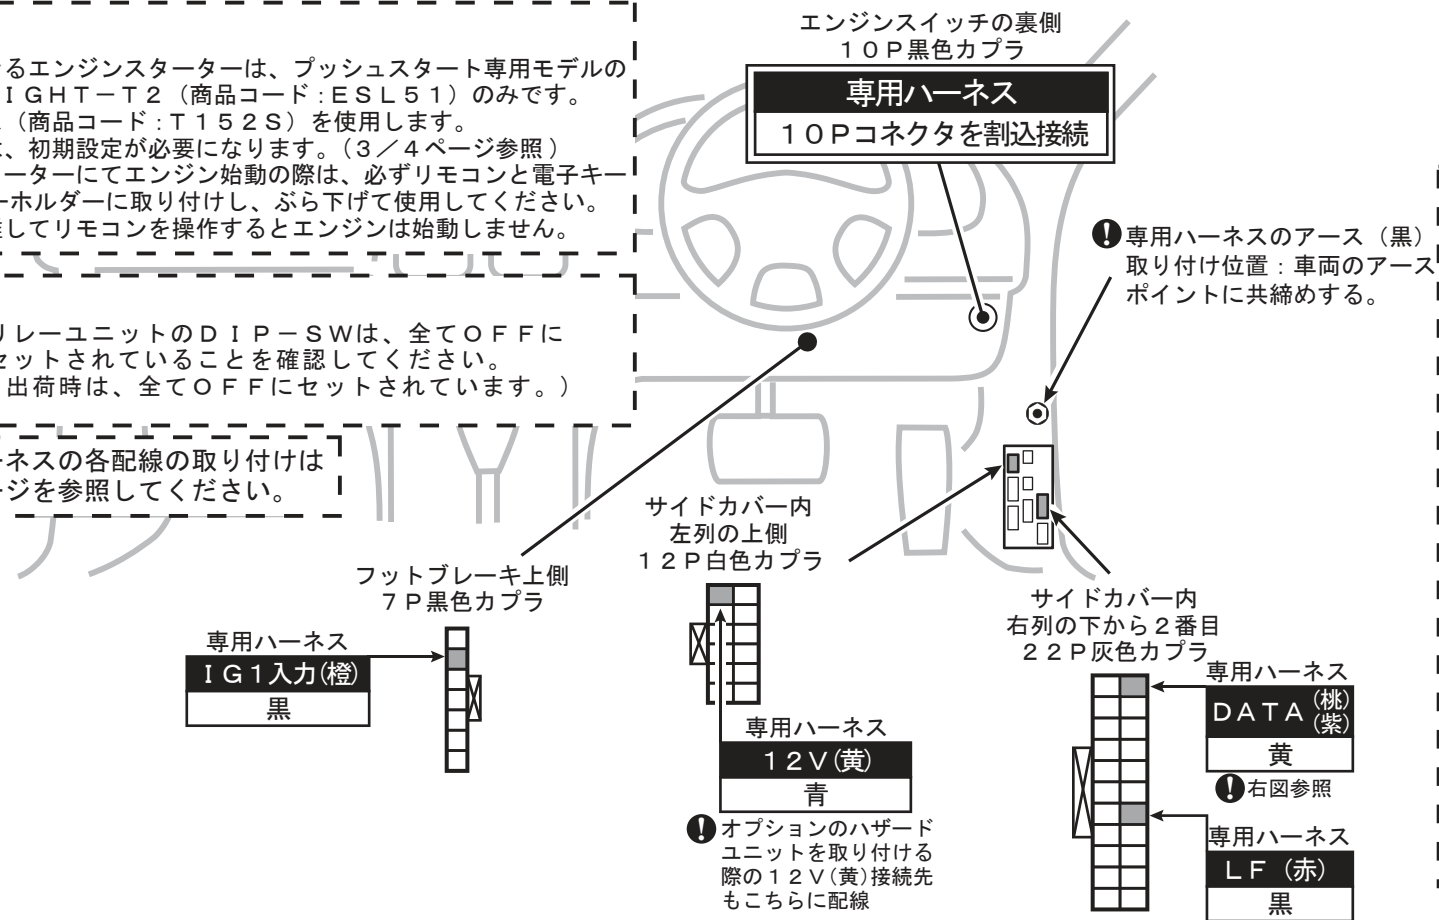 るエンジンスターターは、プッシュスタート専用モデルの
ＩＧＨＴ－Ｔ２（商品コード：ＥＳＬ５１）のみです。
（商品コード：Ｔ１５２Ｓ）を使用します。
、初期設定が必要になります。（３／４ページ参照）
ーターにてエンジン始動の際は、必ずリモコンと電子キー
ーホルダーに取り付けし、ぶら下げて使用してください。
してリモコンを操作するとエンジンは始動しません。
リレーユニットのＤＩＰ－ＳＷは、全てＯＦＦに
セットされていることを確認してください。
出荷時は、全てＯＦＦにセットされています。）
ーネスの各配線の取り付けは
ージを参照してください。
エンジンスイッチの裏側
１０Ｐ黒色カプラ
専用ハーネス
１０Ｐコネクタを割込接続
専用ハーネスのアース（黒）
取り付け位置：車両のアース
ポイントに共締めする。
フットブレーキ上側
７Ｐ黒色カプラ
専用ハーネス
ＩＧ１入力(橙)
黒
サイドカバー内
左列の上側
１２Ｐ白色カプラ
専用ハーネス
１２Ｖ(黄)
青
オプションのハザード
ユニットを取り付ける
際の１２Ｖ(黄)接続先
もこちらに配線
サイドカバー内
右列の下から２番目
２２Ｐ灰色カプラ
専用ハーネス
ＤＡＴＡ(桃)
(紫)
黄
右図参照
専用ハーネス
ＬＦ（赤）
黒